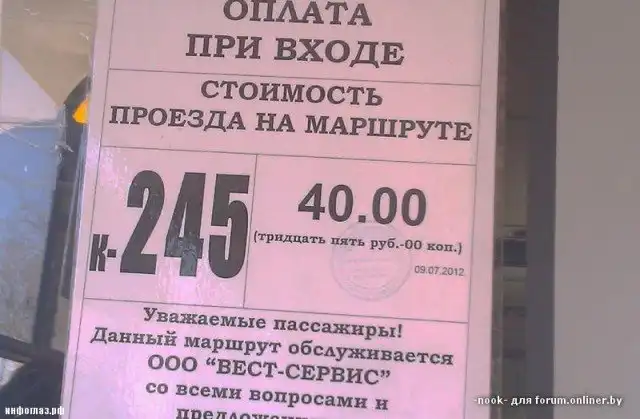 ОПЛАТА
ПРИ ВХОДЕ
СТОИМОСТЬ
ПРОЕЗДА НА МАРШРУТЕ
К-245
40.00
(тридцать пять руб.-00 коп.)
09.07.2012
Уважаемые пассажиры!
Данный маршрут обслуживается
ООО "ВЕСТ-СЕРВИС"
со всеми вопросами и
инфоглаз.рф
-nook- для forum.onliner.by